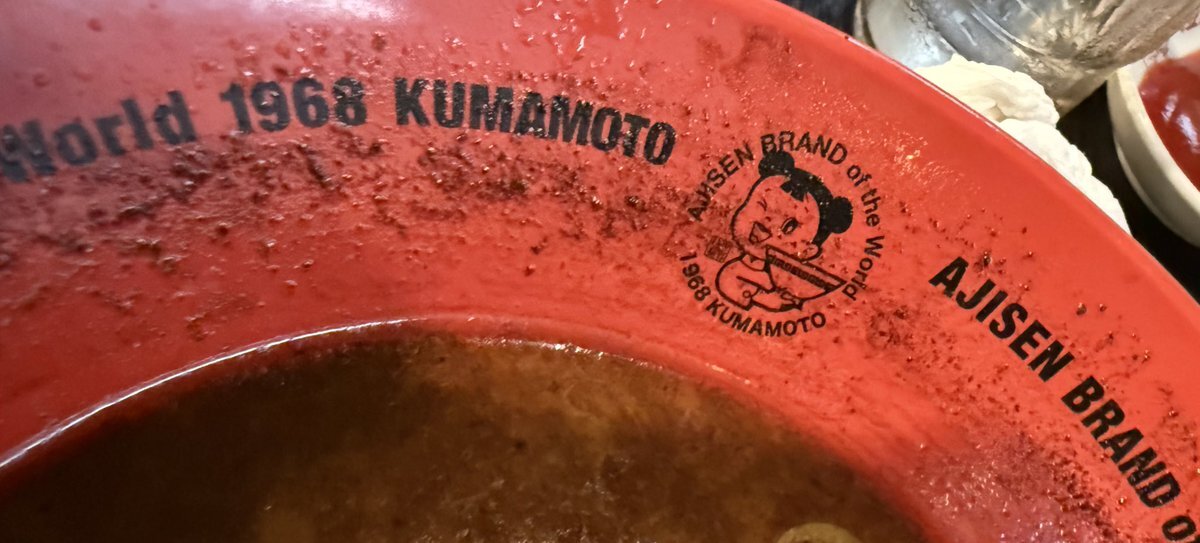 World 1968 KUMAMOTO
AJISEN BRAND of the World
1968 KUMAMOTO
AJISEN BRAND